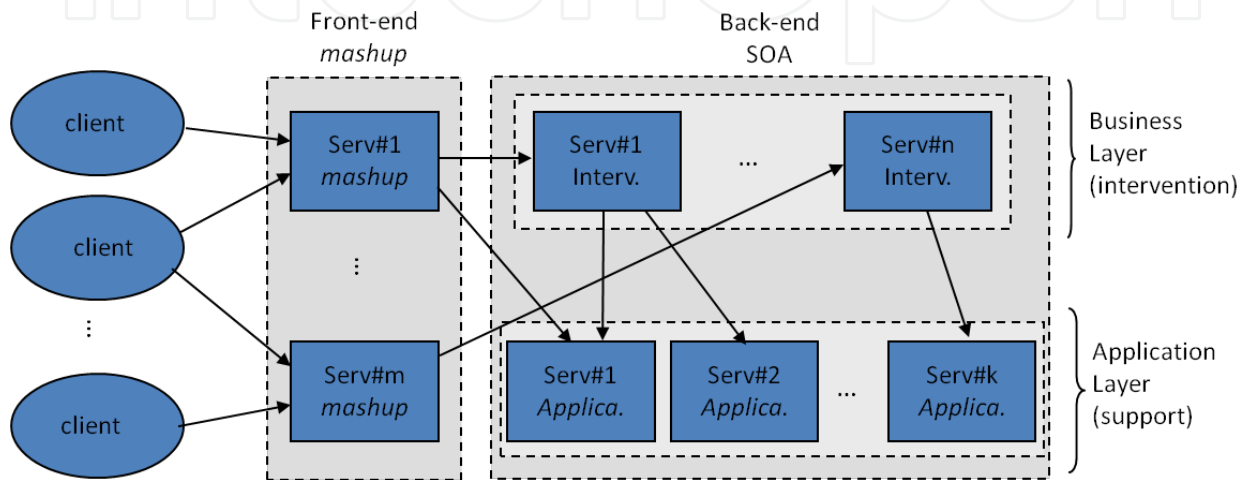 Front-end
mashup
Back-end
SOA
client
client
⋮
client
Serv#1
mashup
⋮
Serv#m
mashup
Serv#1
Interv.
...
Serv#n
Interv.
Serv#1
Applica.
Serv#2
Applica.
...
Serv#k
Applica.
Business
Layer
(intervention)
Application
Layer
(support)